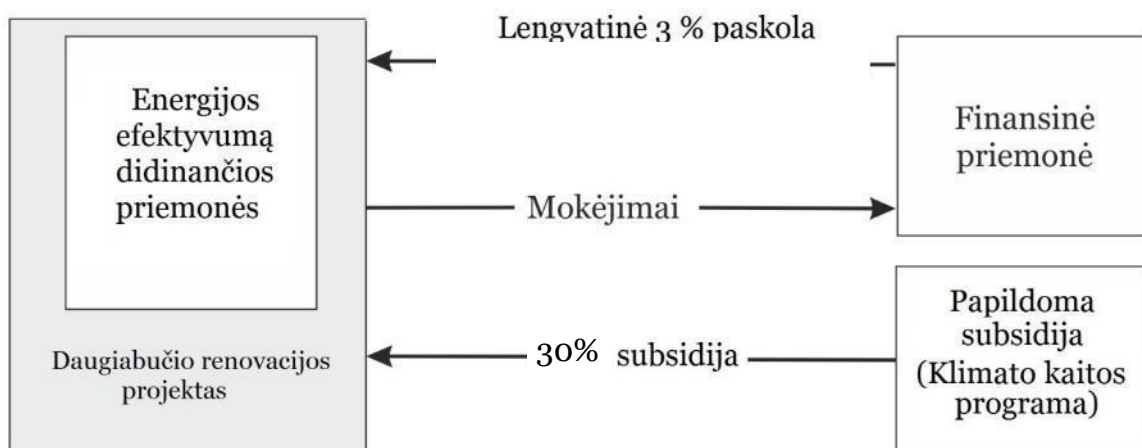 Lengvatinė 3 % paskola
Energijos
efektyvumą
didinančios
priemonės
Finansinė
priemonė
Mokėjimai
Daugiabučio renovacijos
projektas
30% subsidija
Papildoma
subsidija
(Klimato kaitos
programa)